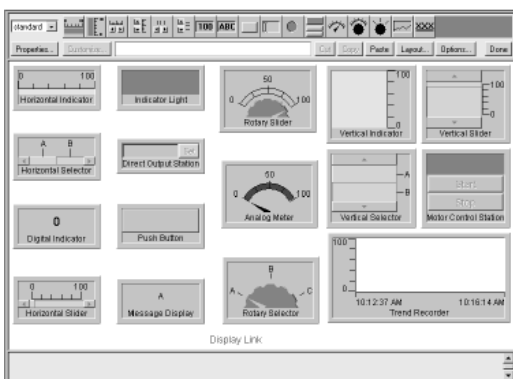 standard
100 ABC
Properties... Customize... Cut Copy Paste Layout... Options... Done
0 100
Horizontal Indicator
Indicator Light
0 50 100
Rotary Slider
100
0
Vertical Indicator
100
0
Vertical Slider
A B
Horizontal Selector
Set
Direct Output Station
0 50 100
Analog Meter
A
B
Vertical Selector
Start
Stop
Motor Control Station
0
Digital Indicator
Push Button
0 100
Horizontal Slider
A
Message Display
A B C
Rotary Selector
100
0
10:12:37 AM 10:16:14 AM
Trend Recorder
Display Link